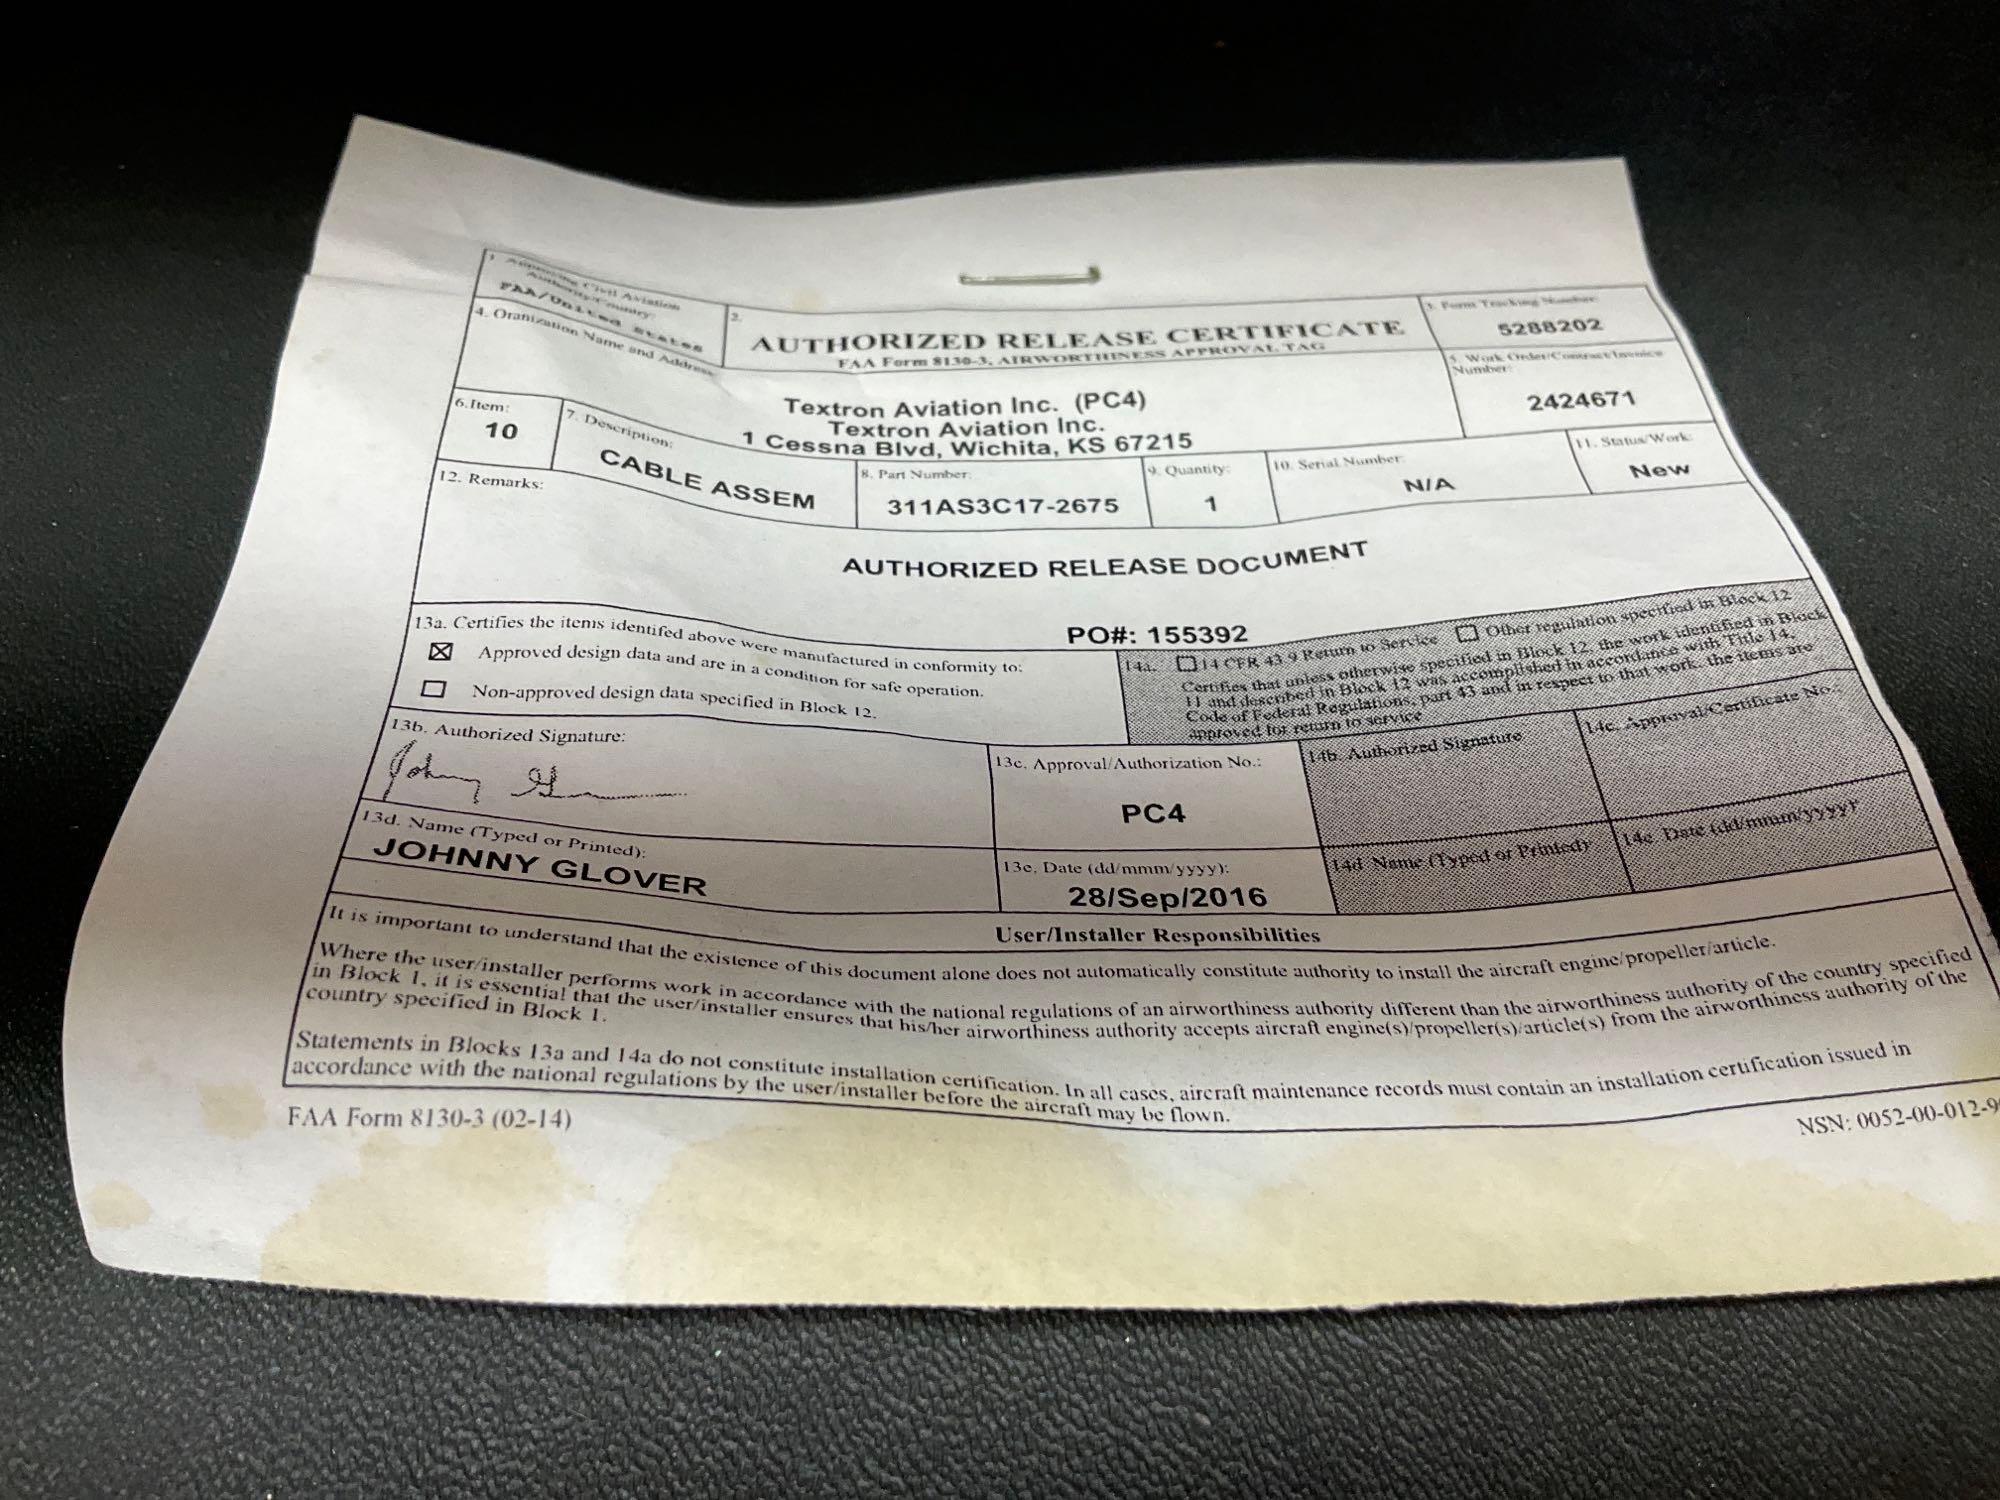 1. Approving Civil Aviation
Authority/Country:
FAA/United States
2.
AUTHORIZED RELEASE CERTIFICATE
FAA Form 8130-3, AIRWORTHINESS APPROVAL TAG
3. Form Tracking Number:
5288202
4. Oranization Name and Address:
Textron Aviation Inc. (PC4)
Textron Aviation Inc.
1 Cessna Blvd, Wichita, KS 67215
5. Work Order/Contract/Invoice
Number:
2424671
6.Item:
10
7. Description:
CABLE ASSEM
8. Part Number:
311AS3C17-2675
9. Quantity:
1
10. Serial Number:
N/A
11. Status/Work:
New
12. Remarks:
AUTHORIZED RELEASE DOCUMENT
PO#: 155392
13a. Certifies the items identifed above were manufactured in conformity to:
Approved design data and are in a condition for safe operation.
Non-approved design data specified in Block 12.
14a. 14 CFR 43.9 Return to Service Other regulation specified in Block 12
Certifies that unless otherwise specified in Block 12, the work identified in Block
11 and described in Block 12 was accomplished in accordance with Title 14,
Code of Federal Regulations, part 43 and in respect to that work, the items are
approved for return to service
13b. Authorized Signature:
Johnny
13c. Approval/Authorization No.:
PC4
14b. Authorized Signature
14c. Approval/Certificate No.:
13d. Name (Typed or Printed):
JOHNNY GLOVER
13e. Date (dd/mmm/yyyy):
28/Sep/2016
14d. Name (Typed or Printed)
14e. Date (dd/mmm/yyyy)
User/Installer Responsibilities
It is important to understand that the existence of this document alone does not automatically constitute authority to install the aircraft engine/propeller/article.
Where the user/installer performs work in accordance with the national regulations of an airworthiness authority different than the airworthiness authority of the country specified
in Block 1, it is essential that the user/installer ensures that his/her airworthiness authority accepts aircraft engine(s)/propeller(s)/article(s) from the airworthiness authority of the
country specified in Block 1.
Statements in Blocks 13a and 14a do not constitute installation certification. In all cases, aircraft maintenance records must contain an installation certification issued in
accordance with the national regulations by the user/installer before the aircraft may be flown.
FAA Form 8130-3 (02-14)
NSN: 0052-00-012-9